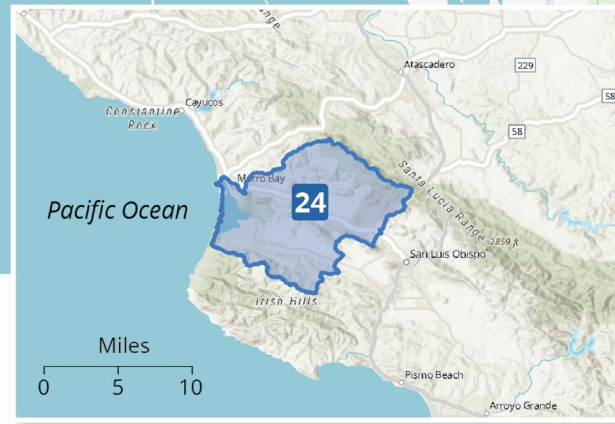 Range
Atascadero
229
58
Cayucos
Constantine
Rock
58
Morro Bay
Santa Lucia Range
24
Pacific Ocean
2859 ft
San Luis Obispo
Irish Hills
Miles
0 5 10
Pismo Beach
Arroyo Grande